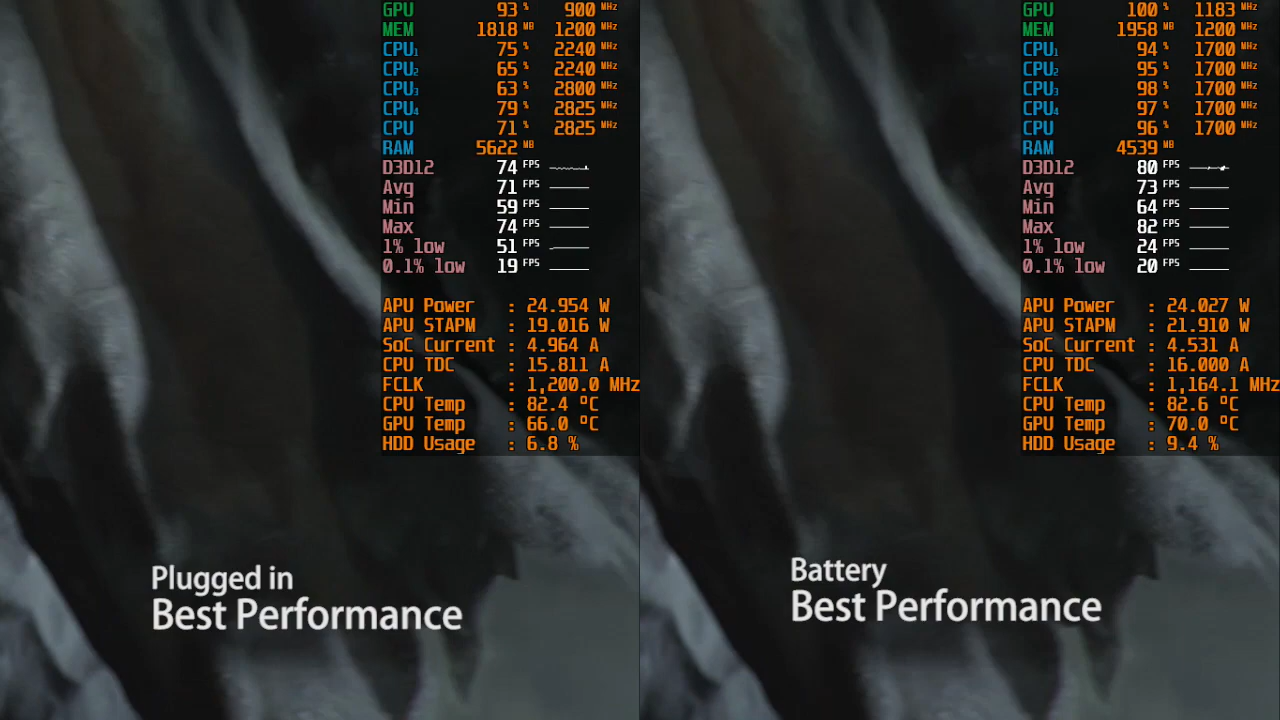 GPU 93 % 900 MHz
MEM 1818 MB 1200 MHz
CPU1 75 % 2240 MHz
CPU2 65 % 2240 MHz
CPU3 63 % 2800 MHz
CPU4 79 % 2825 MHz
CPU 71 % 2825 MHz
RAM 5622 MB
D3D12 74 FPS
Avg 71 FPS
Min 59 FPS
Max 74 FPS
1% low 51 FPS
0.1% low 19 FPS
APU Power : 24.954 W
APU STAPM : 19.016 W
SoC Current : 4.964 A
CPU TDC : 15.811 A
FCLK : 1,200.0 MHz
CPU Temp : 82.4 °C
GPU Temp : 66.0 °C
HDD Usage : 6.8 %
Plugged in
Best Performance
GPU 100 % 1183 MHz
MEM 1958 MB 1200 MHz
CPU1 94 % 1700 MHz
CPU2 95 % 1700 MHz
CPU3 98 % 1700 MHz
CPU4 97 % 1700 MHz
CPU 96 % 1700 MHz
RAM 4539 MB
D3D12 80 FPS
Avg 73 FPS
Min 64 FPS
Max 82 FPS
1% low 24 FPS
0.1% low 20 FPS
APU Power : 24.027 W
APU STAPM : 21.910 W
SoC Current : 4.531 A
CPU TDC : 16.000 A
FCLK : 1,164.1 MHz
CPU Temp : 82.6 °C
GPU Temp : 70.0 °C
HDD Usage : 9.4 %
Battery
Best Performance